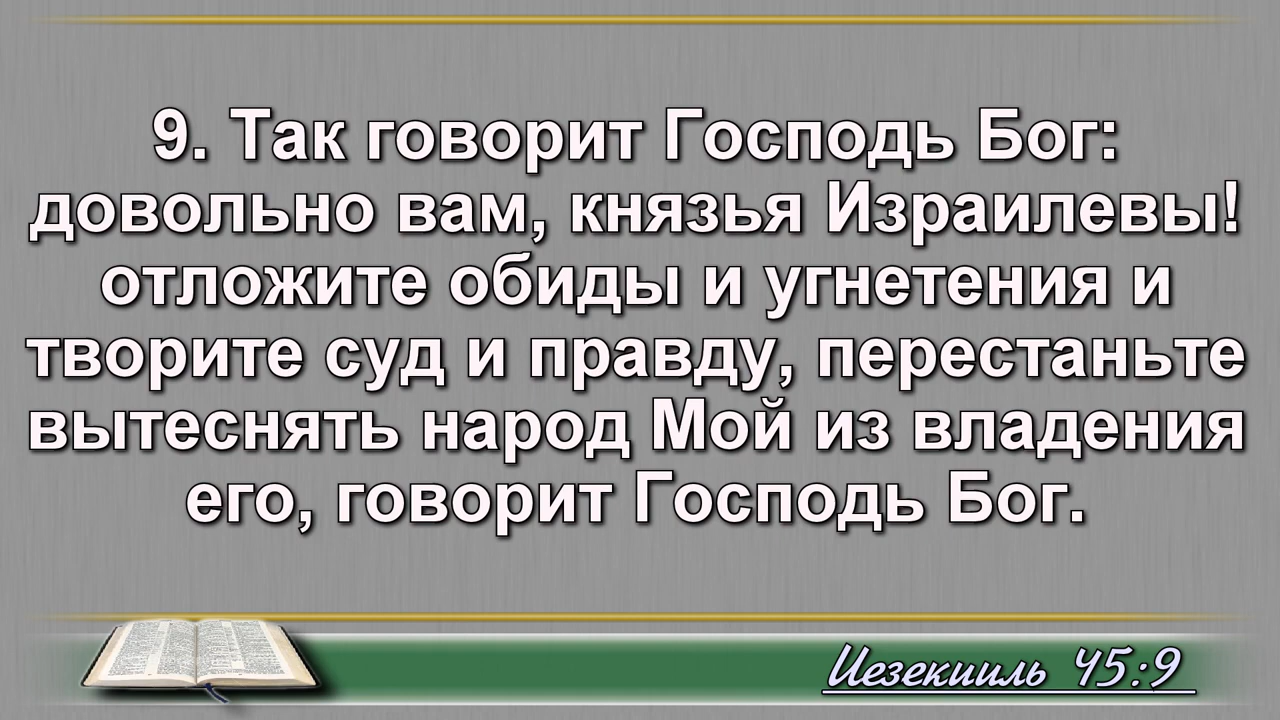 9. Так говорит Господь Бог:
довольно вам, князья Израилевы!
отложите обиды и угнетения и
творите суд и правду, перестаньте
вытеснять народ Мой из владения
его, говорит Господь Бог.
Иезекииль 45:9